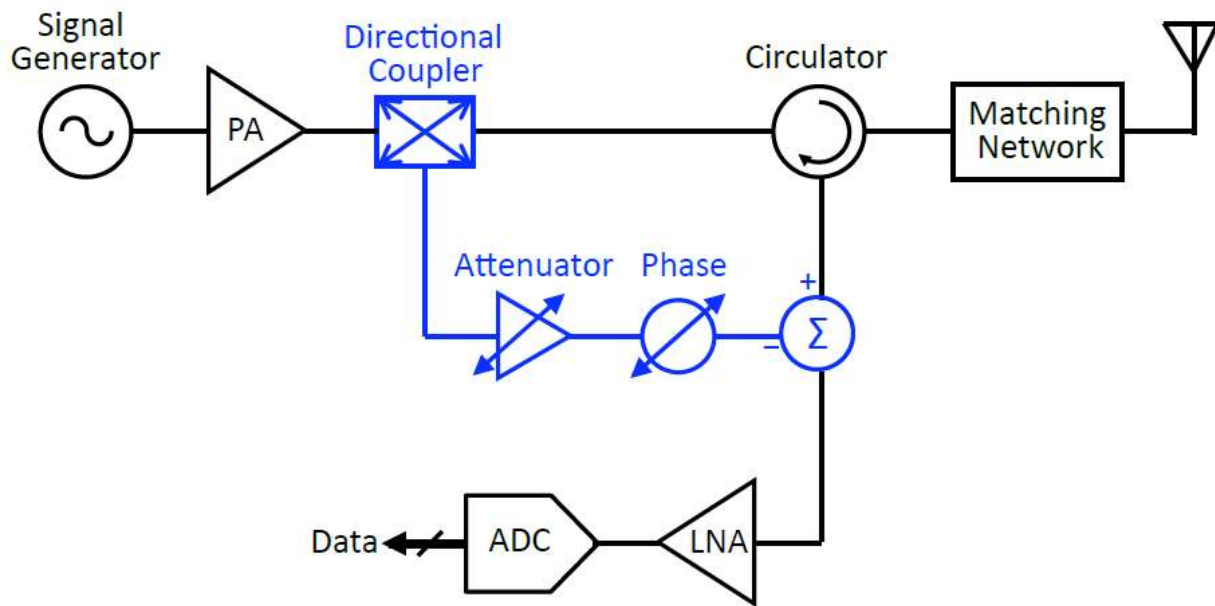 Signal
Generator
PA
Directional
Coupler
Circulator
Matching
Network
Attenuator
Phase
+
−
Σ
Data
ADC
LNA